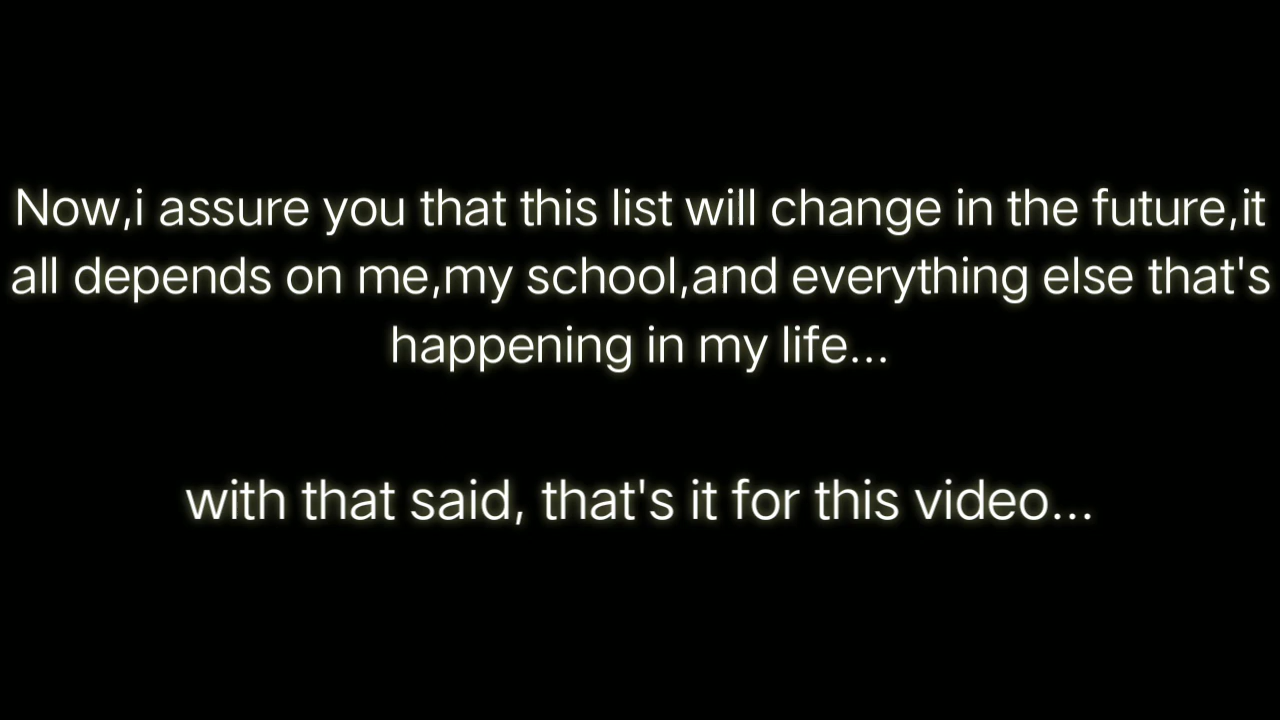 Now,i assure you that this list will change in the future,it
all depends on me,my school,and everything else that's
happening in my life...
with that said, that's it for this video...